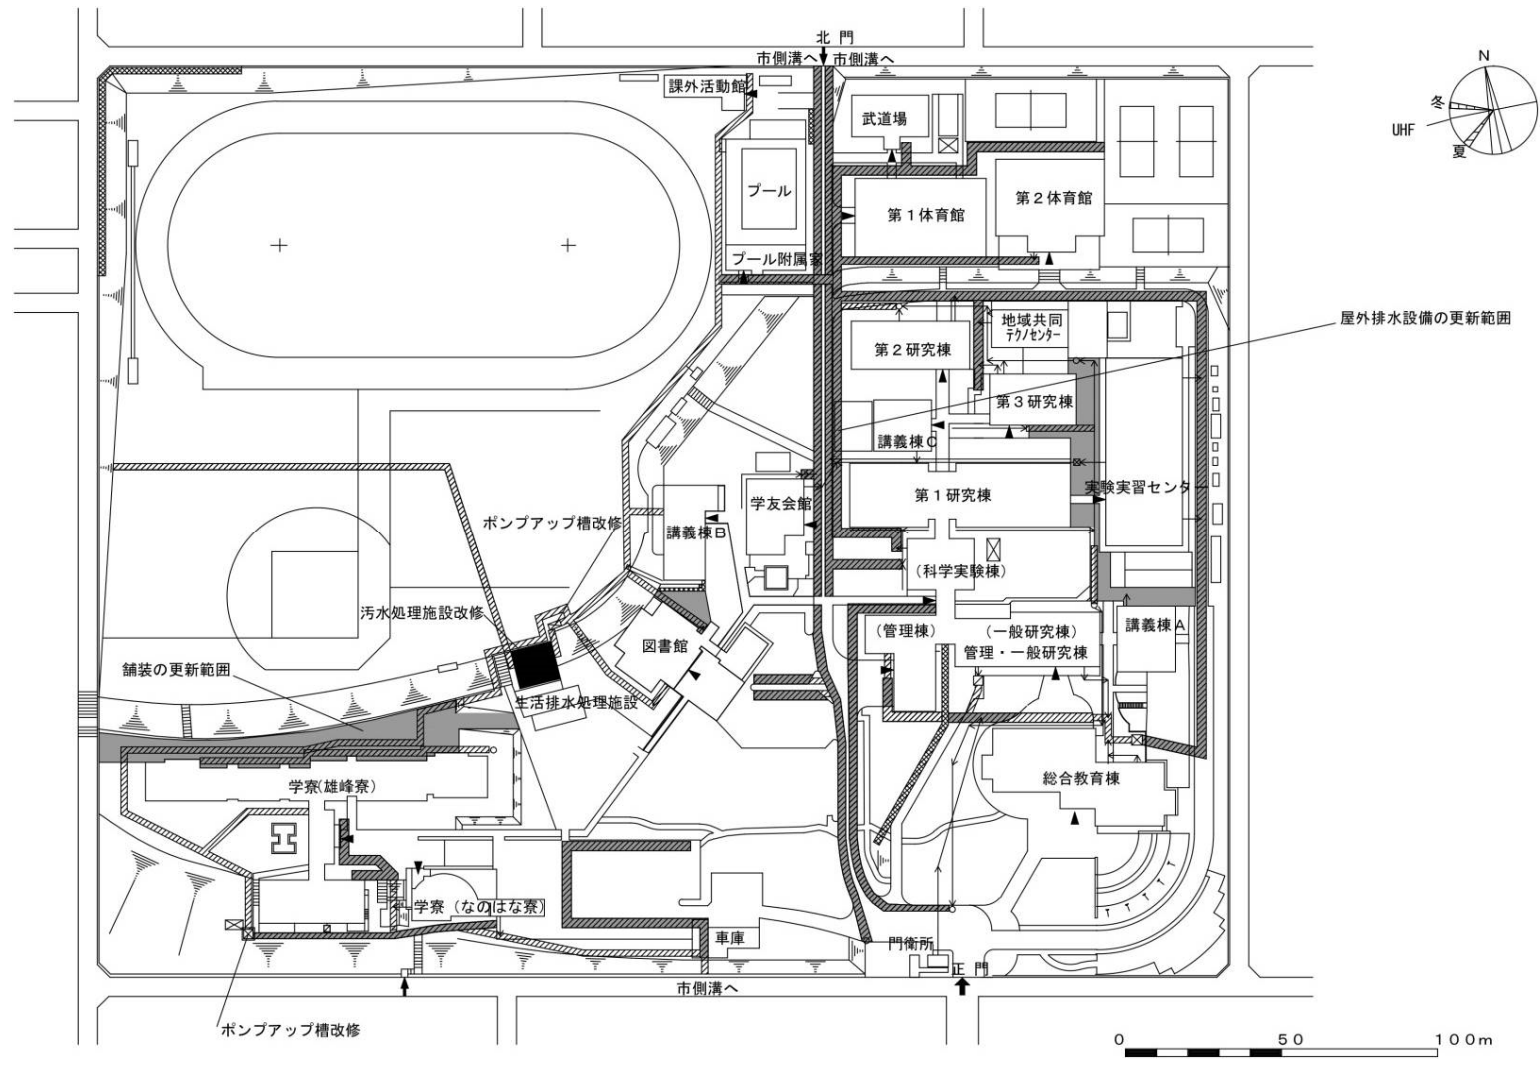 北門
市側溝へ
市側溝へ
N
冬
UHF
夏
課外活動館
武道場
プール
第１体育館
第２体育館
プール附属家
屋外排水設備の更新範囲
地域共同
テクノセンター
第２研究棟
第３研究棟
講義棟C
実験実習センター
第１研究棟
学友会館
講義棟B
ポンプアップ槽改修
(科学実験棟)
汚水処理施設改修
講義棟A
(管理棟)
(一般研究棟)
管理・一般研究棟
図書館
舗装の更新範囲
生活排水処理施設
総合教育棟
学寮(雄峰寮)
学寮（なのはな寮）
車庫
門衛所
正門
市側溝へ
ポンプアップ槽改修
0 50 100m